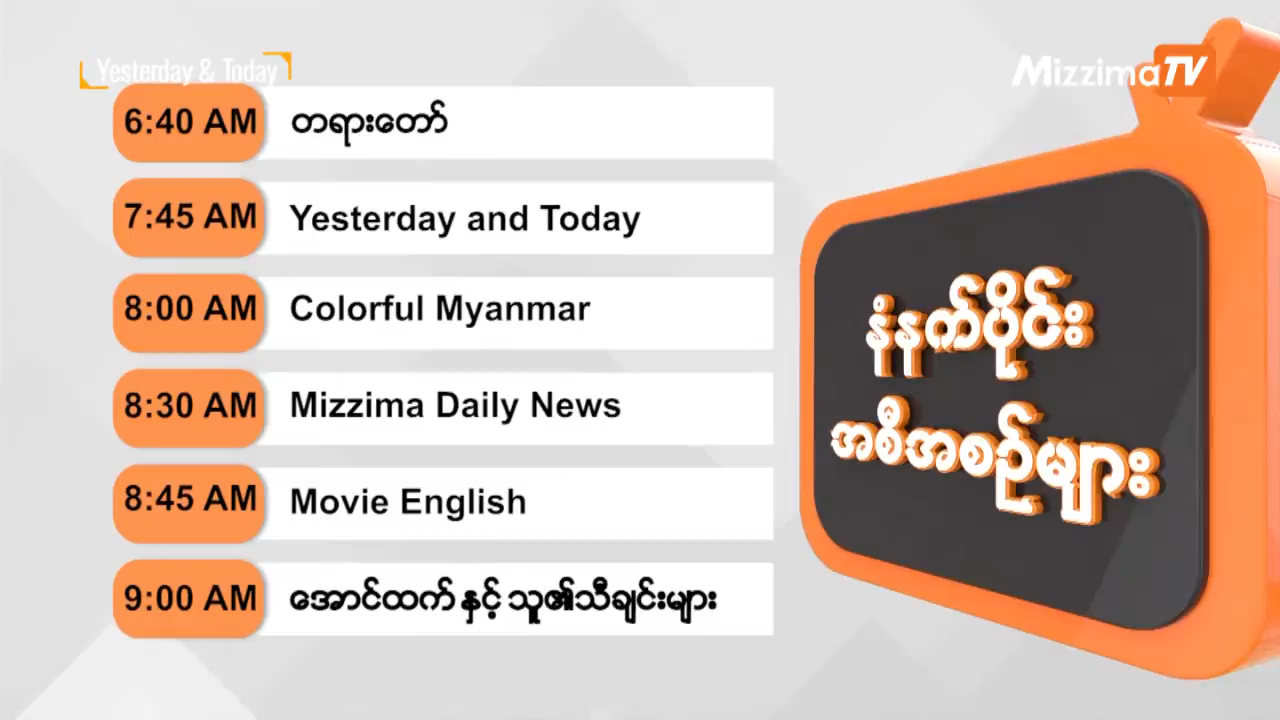 Yesterday & Today
MizzimaTV
6:40 AM တရားတော်
7:45 AM Yesterday and Today
8:00 AM Colorful Myanmar
8:30 AM Mizzima Daily News
8:45 AM Movie English
9:00 AM အောင်ထက် နှင့် သူ၏သီချင်းများ
နံနက်ပိုင်း
အစီအစဉ်များ